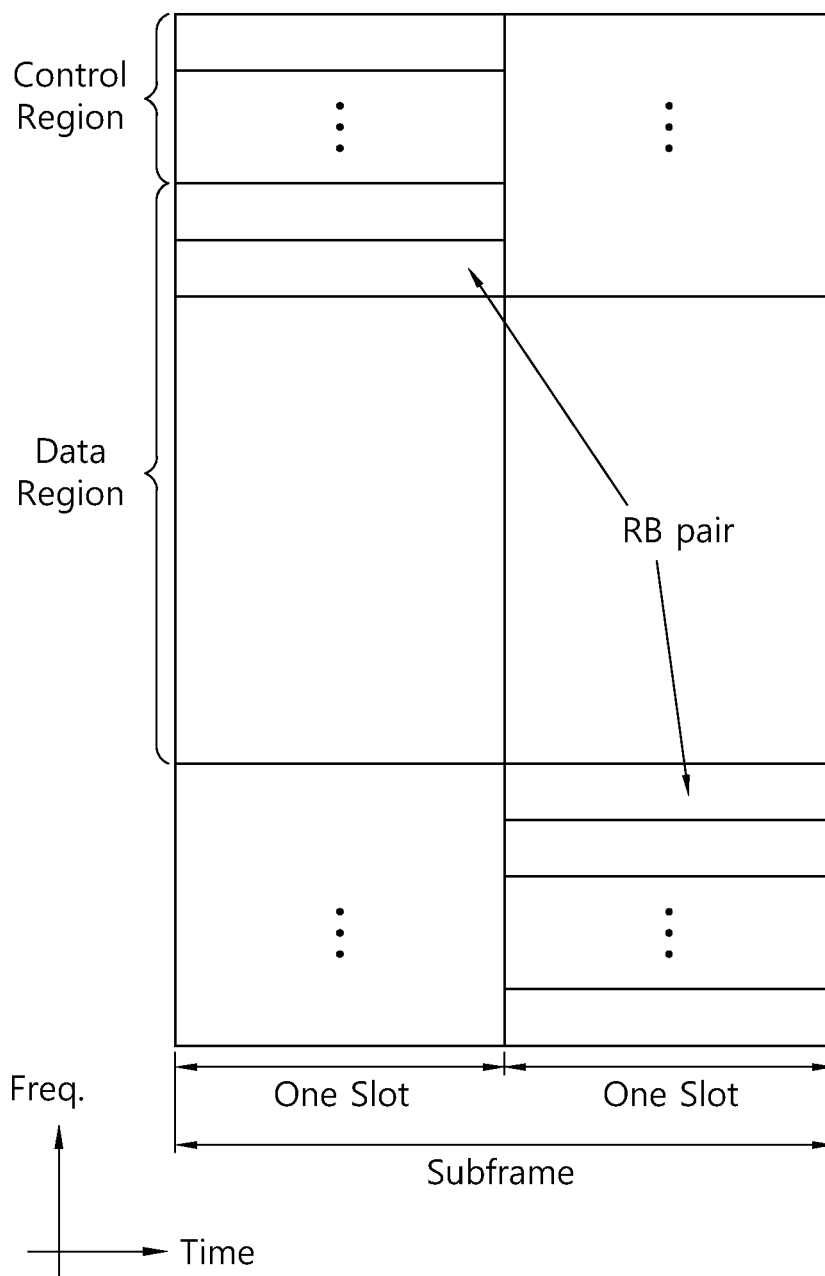 Control
Region
Data
Region
RB pair
One Slot
One Slot
Subframe
Freq.
Time